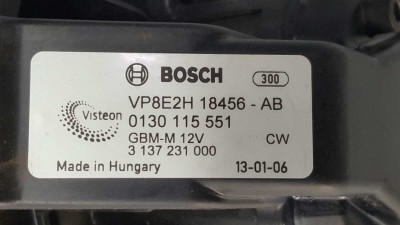 BOSCH 300
Visteon
VP8E2H 18456 - AB
0130 115 551
GBM-M 12V CW
3 137 231 000
Made in Hungary 13-01-06